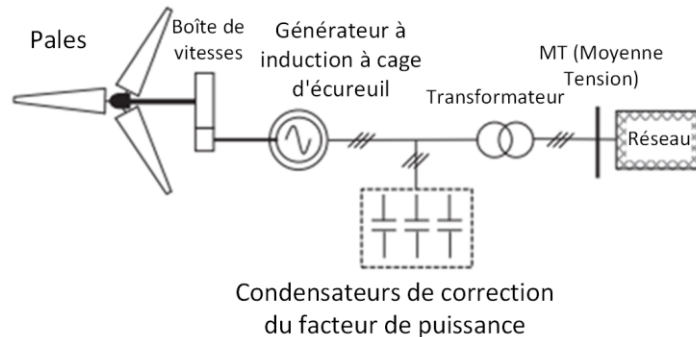 Pales
Boîte de
vitesses
Générateur à
induction à cage
d'écureuil
Transformateur
MT (Moyenne
Tension)
Réseau
Condensateurs de correction
du facteur de puissance